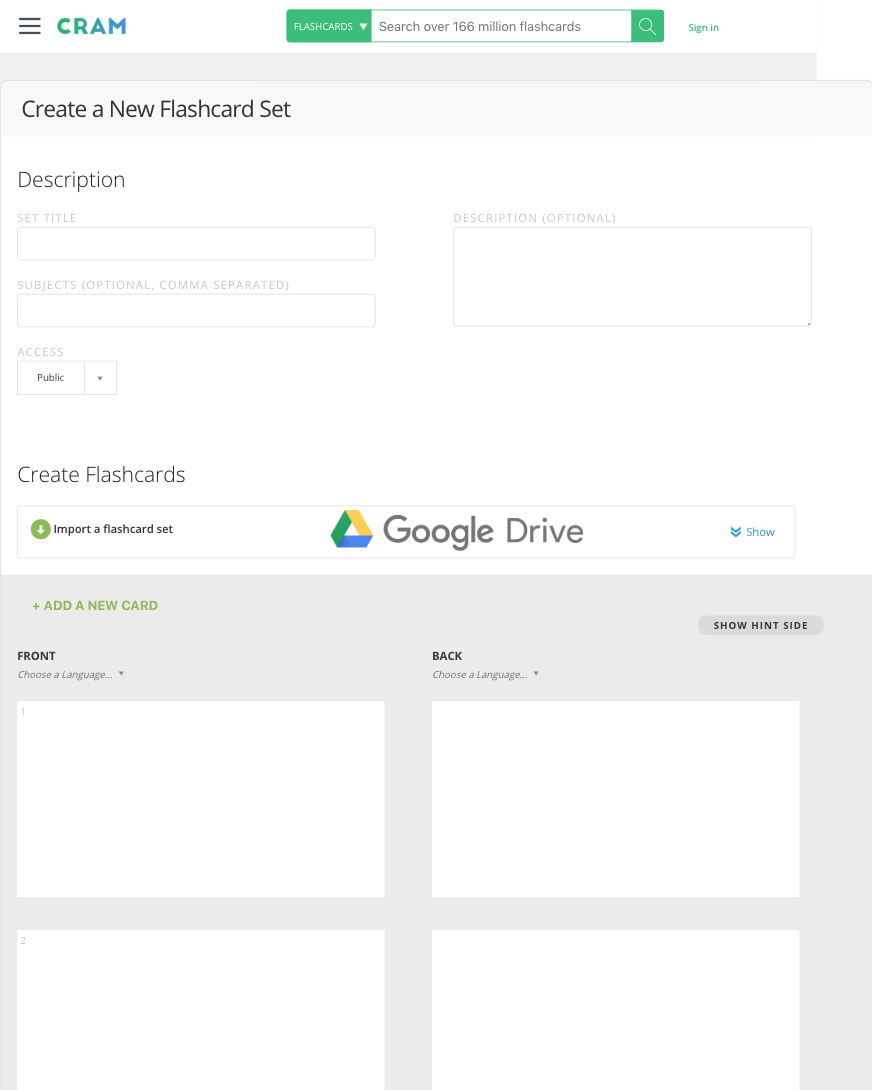 CRAM
FLASHCARDS
Search over 166 million flashcards
Sign in
Create a New Flashcard Set
Description
SET TITLE
DESCRIPTION (OPTIONAL)
SUBJECTS (OPTIONAL, COMMA SEPARATED)
ACCESS
Public
Create Flashcards
Import a flashcard set
Google Drive
Show
+ ADD A NEW CARD
SHOW HINT SIDE
FRONT
Choose a Language...
BACK
Choose a Language...
1
2